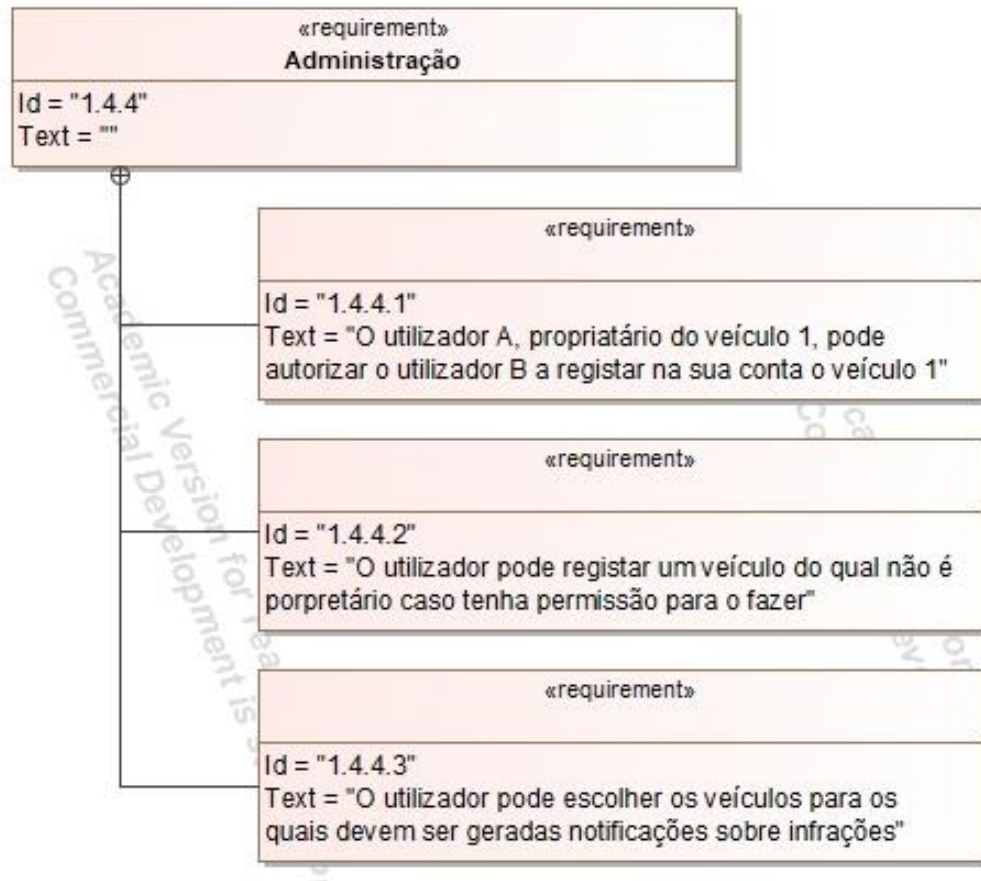 «requirement»
Administração
Id = "1.4.4"
Text = ""
«requirement»
Id = "1.4.4.1"
Text = "O utilizador A, propriatário do veículo 1, pode
autorizar o utilizador B a registar na sua conta o veículo 1"
«requirement»
Id = "1.4.4.2"
Text = "O utilizador pode registar um veículo do qual não é
porpretário caso tenha permissão para o fazer"
«requirement»
Id = "1.4.4.3"
Text = "O utilizador pode escolher os veículos para os
quais devem ser geradas notificações sobre infrações"
Academic Version for Tea
Commercial Development is